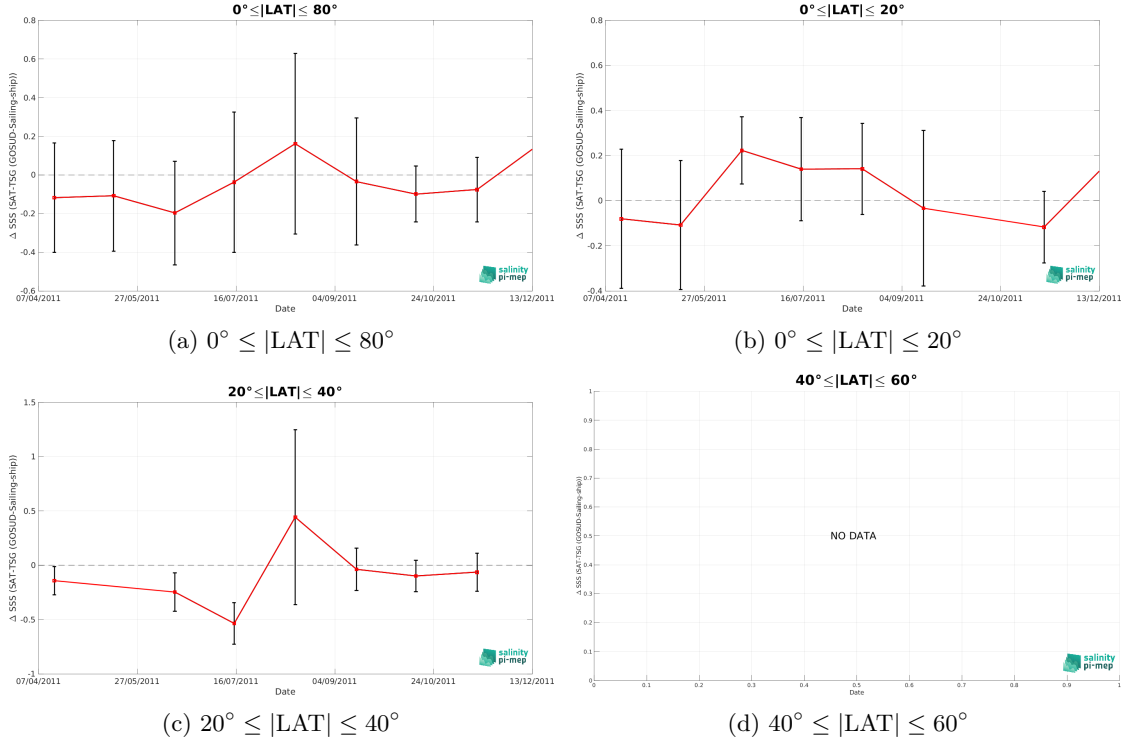 0°≤|LAT|≤ 80°
Δ SSS (SAT-TSG (GOSUD-Sailing-ship))
0.8
0.6
0.4
0.2
0
-0.2
-0.4
-0.6
07/04/2011 27/05/2011 16/07/2011 04/09/2011 24/10/2011 13/12/2011
Date
salinity
pi-mep
(a) 0° ≤ |LAT| ≤ 80°
0°≤|LAT|≤ 20°
Δ SSS (SAT-TSG (GOSUD-Sailing-ship))
0.8
0.6
0.4
0.2
0
-0.2
-0.4
07/04/2011 27/05/2011 16/07/2011 04/09/2011 24/10/2011 13/12/2011
Date
salinity
pi-mep
(b) 0° ≤ |LAT| ≤ 20°
20°≤|LAT|≤ 40°
Δ SSS (SAT-TSG (GOSUD-Sailing-ship))
1.5
1
0.5
0
-0.5
-1
07/04/2011 27/05/2011 16/07/2011 04/09/2011 24/10/2011 13/12/2011
Date
salinity
pi-mep
(c) 20° ≤ |LAT| ≤ 40°
40°≤|LAT|≤ 60°
Δ SSS (SAT-TSG (GOSUD-Sailing-ship))
1
0.9
0.8
0.7
0.6
0.5
0.4
0.3
0.2
0.1
0
NO DATA
0 0.1 0.2 0.3 0.4 0.5 0.6 0.7 0.8 0.9 1
Date
salinity
pi-mep
(d) 40° ≤ |LAT| ≤ 60°